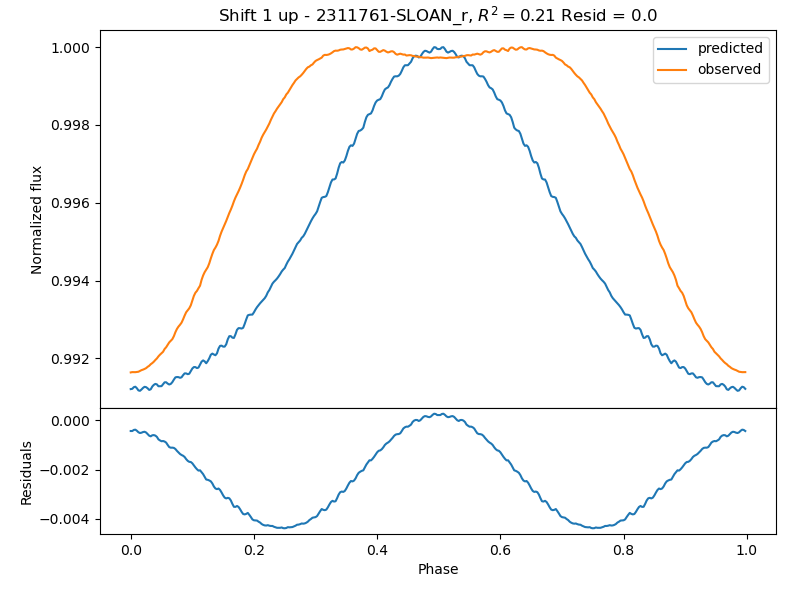 Shift 1 up - 2311761-SLOAN_r, R² = 0.21 Resid = 0.0
predicted
observed
Normalized flux
1.000
0.998
0.996
0.994
0.992
Residuals
0.000
−0.002
−0.004
0.0 0.2 0.4 0.6 0.8 1.0
Phase